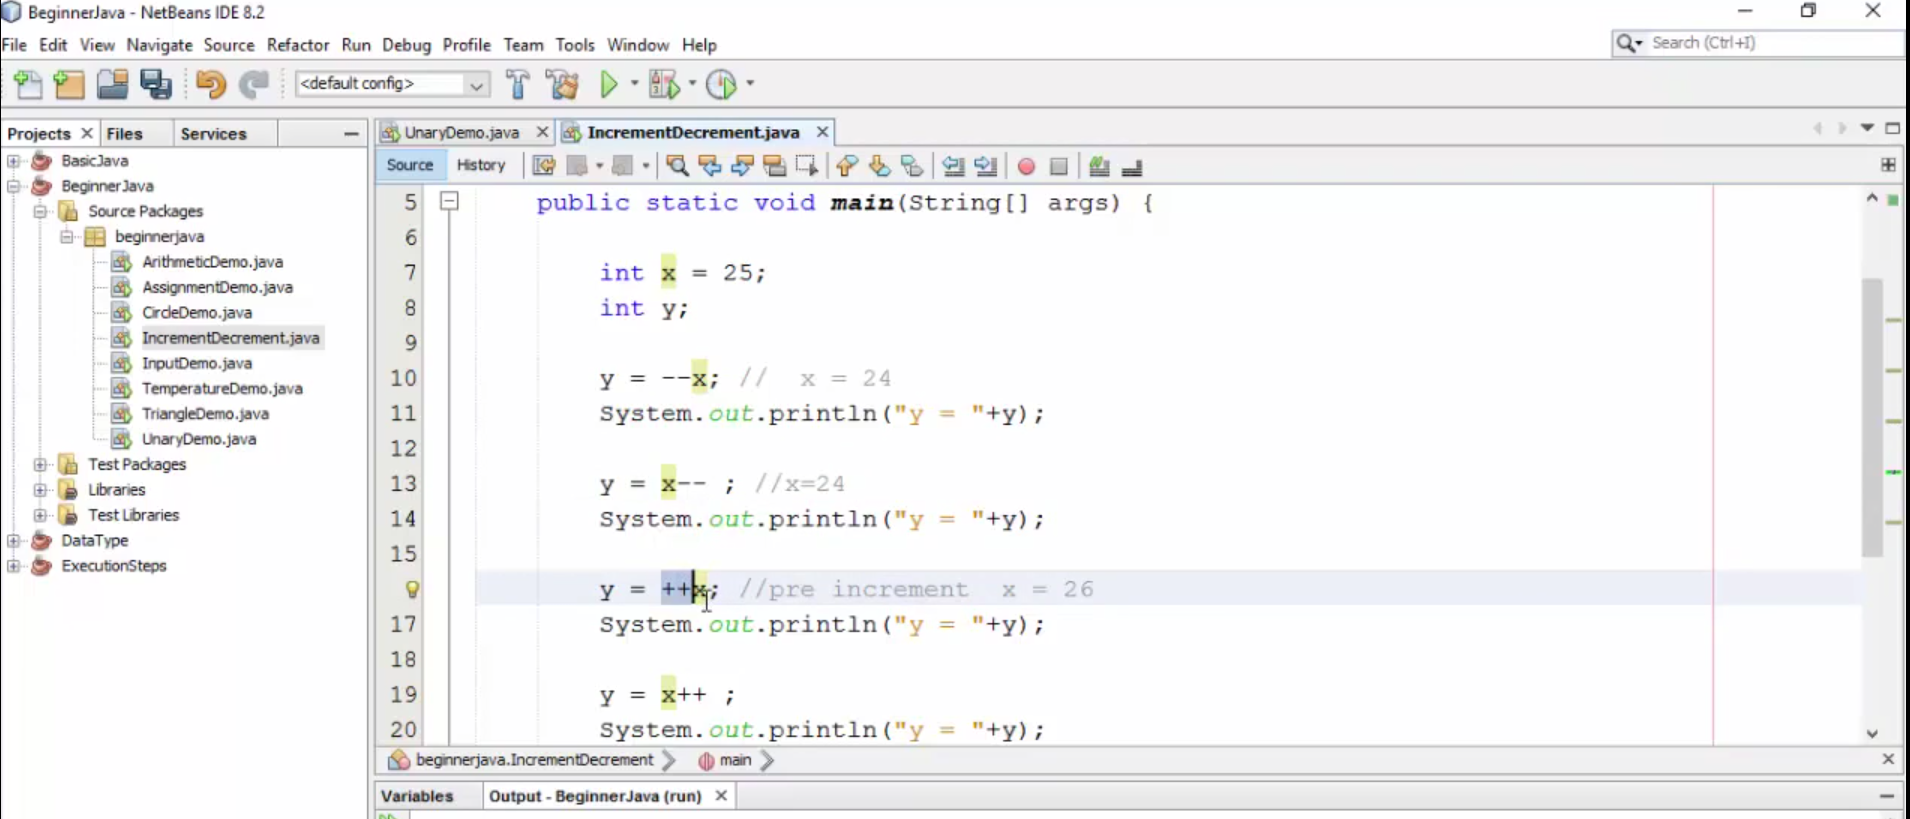 BeginnerJava - NetBeans IDE 8.2
File Edit View Navigate Source Refactor Run Debug Profile Team Tools Window Help
Search (Ctrl+I)
<default config>
Projects Files Services
BasicJava
BeginnerJava
Source Packages
beginnerjava
ArithmeticDemo.java
AssignmentDemo.java
CircleDemo.java
IncrementDecrement.java
InputDemo.java
TemperatureDemo.java
TriangleDemo.java
UnaryDemo.java
Test Packages
Libraries
Test Libraries
DataType
ExecutionSteps
UnaryDemo.java IncrementDecrement.java
Source History
5 public static void main(String[] args) {
6
7 int x = 25;
8 int y;
9
10 y = --x; // x = 24
11 System.out.println("y = "+y);
12
13 y = x-- ; //x=24
14 System.out.println("y = "+y);
15
y = ++x; //pre increment x = 26
17 System.out.println("y = "+y);
18
19 y = x++ ;
20 System.out.println("y = "+y);
beginnerjava.IncrementDecrement main
Variables Output - BeginnerJava (run)